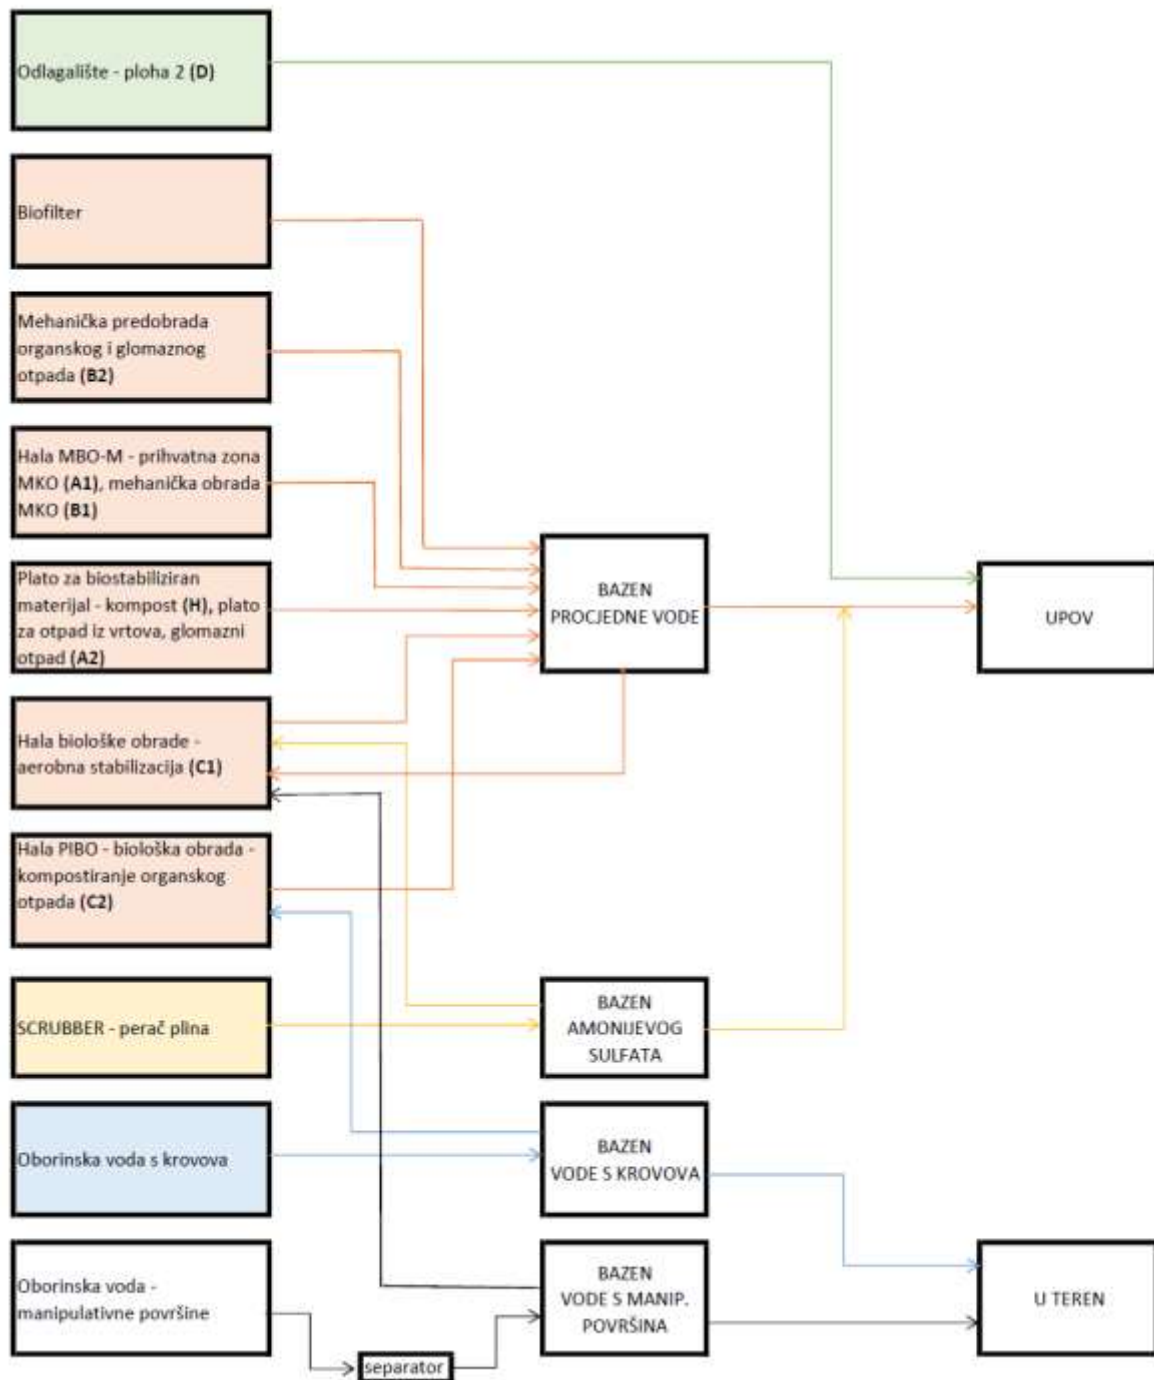 Odlagalište - ploha 2 (D)
Biofilter
Mehanička predobrada
organskog i glomaznog
otpada (B2)
Hala MBO-M - prihvatna zona
MKO (A1), mehanička obrada
MKO (B1)
Plato za biostabiliziran
materijal - kompost (H), plato
za otpad iz vrtova, glomazni
otpad (A2)
Hala biološke obrade -
aerobna stabilizacija (C1)
Hala PIBO - biološka obrada -
kompostiranje organskog
otpada (C2)
SCRUBBER - perač plina
Oborinska voda s krovova
Oborinska voda -
manipulativne površine
separator
BAZEN
PROCJEDNE VODE
BAZEN
AMONIJEVOG
SULFATA
BAZEN
VODE S KROVOVA
BAZEN
VODE S MANIP.
POVRŠINA
UPOV
U TEREN